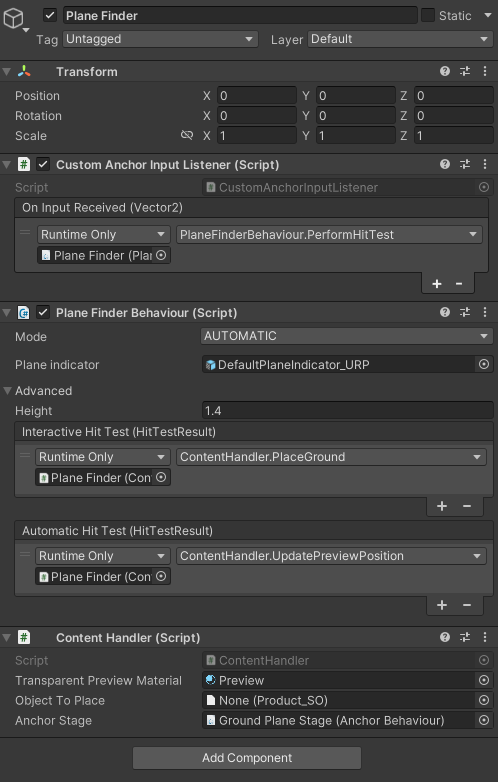 Plane Finder Static
Tag Untagged Layer Default
Transform
Position X 0 Y 0 Z 0
Rotation X 0 Y 0 Z 0
Scale X 1 Y 1 Z 1
# Custom Anchor Input Listener (Script)
Script # CustomAnchorInputListener
On Input Received (Vector2)
Runtime Only PlaneFinderBehaviour.PerformHitTest
Plane Finder (Pla
+ -
Plane Finder Behaviour (Script)
Mode AUTOMATIC
Plane indicator DefaultPlaneIndicator_URP
Advanced
Height 1.4
Interactive Hit Test (HitTestResult)
Runtime Only ContentHandler.PlaceGround
# Plane Finder (Con
+ -
Automatic Hit Test (HitTestResult)
Runtime Only ContentHandler.UpdatePreviewPosition
# Plane Finder (Con
+ -
# Content Handler (Script)
Script # ContentHandler
Transparent Preview Material Preview
Object To Place None (Product_SO)
Anchor Stage Ground Plane Stage (Anchor Behaviour)
Add Component